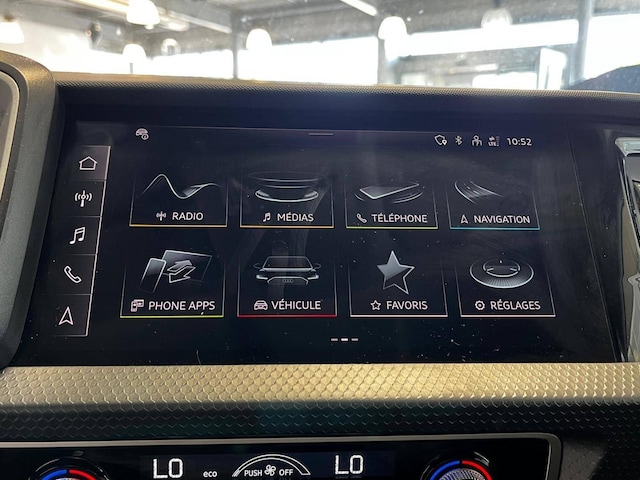 10:52
RADIO
MÉDIAS
TÉLÉPHONE
NAVIGATION
PHONE APPS
VÉHICULE
FAVORIS
RÉGLAGES
LO eco PUSH OFF LO